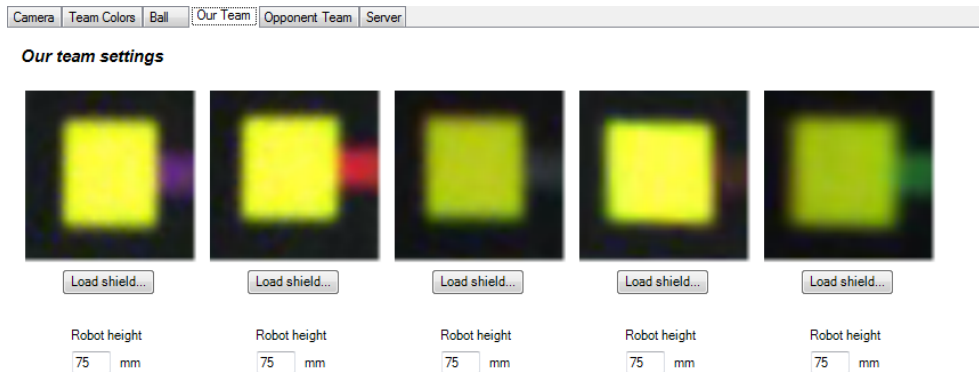 Camera Team Colors Ball Our Team Opponent Team Server
Our team settings
Load shield... Load shield... Load shield... Load shield... Load shield...
Robot height Robot height Robot height Robot height Robot height
75 mm 75 mm 75 mm 75 mm 75 mm